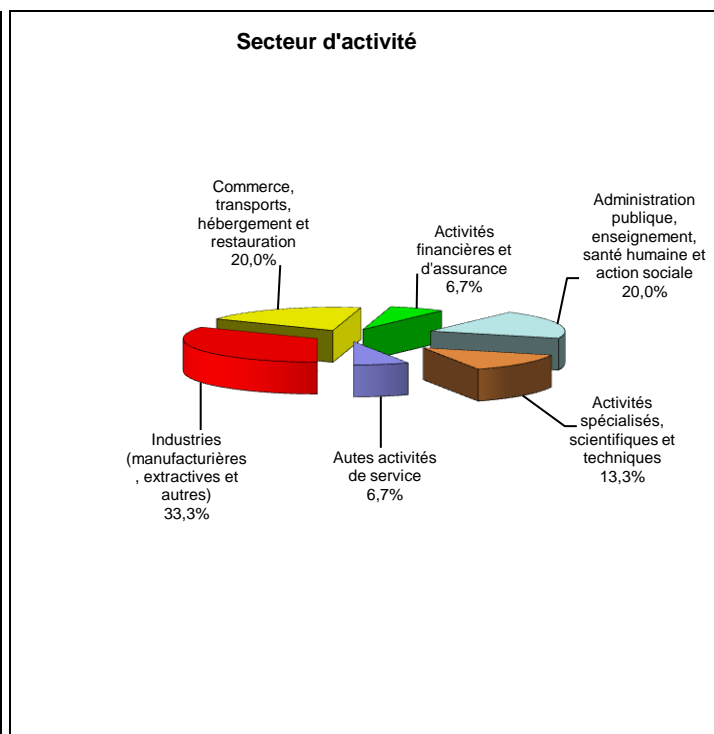 Secteur d'activité
Commerce,
transports,
hébergement et
restauration
20,0%
Activités
financières et
d'assurance
6,7%
Administration
publique,
enseignement,
santé humaine et
action sociale
20,0%
Industries
(manufacturières
, extractives et
autres)
33,3%
Autes activités
de service
6,7%
Activités
spécialisés,
scientifiques et
techniques
13,3%